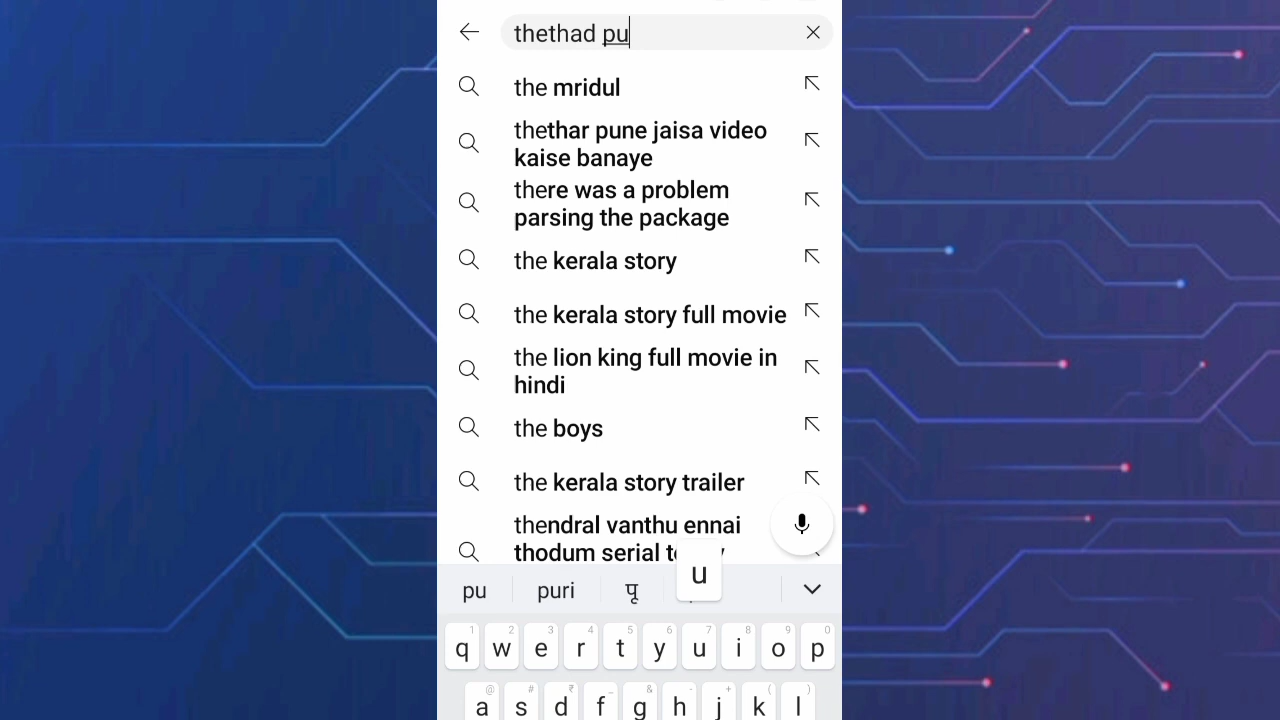 thethad pu
the mridul
thethar pune jaisa video
kaise banaye
there was a problem
parsing the package
the kerala story
the kerala story full movie
the lion king full movie in
hindi
the boys
the kerala story trailer
thendral vanthu ennai
thodum serial
u
pu puri पू
1 2 3 4 5 6 7 8 9 0
q w e r t y u i o p
@ # ₹ _ & - + ( )
a s d f g h j k l